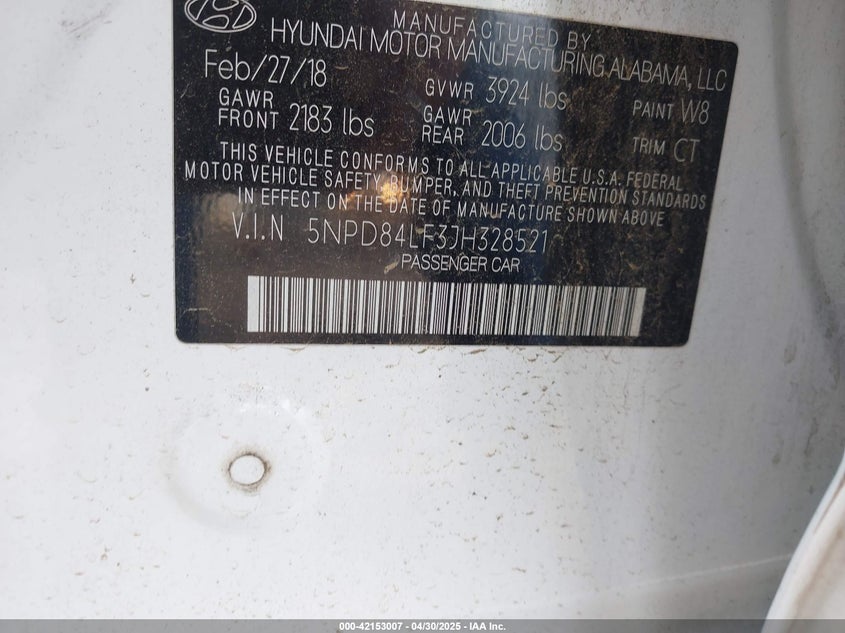 MANUFACTURED BY
HYUNDAI MOTOR MANUFACTURING ALABAMA, LLC
Feb/27/18 GVWR 3924 lbs PAINT W8
GAWR FRONT 2183 lbs GAWR REAR 2006 lbs TRIM CT
THIS VEHICLE CONFORMS TO ALL APPLICABLE U.S.A. FEDERAL
MOTOR VEHICLE SAFETY, BUMPER, AND THEFT PREVENTION STANDARDS
IN EFFECT ON THE DATE OF MANUFACTURE SHOWN ABOVE
V.I.N 5NPD84LF3JH328521
PASSENGER CAR
000-42153007 - 04/30/2025 - IAA Inc.